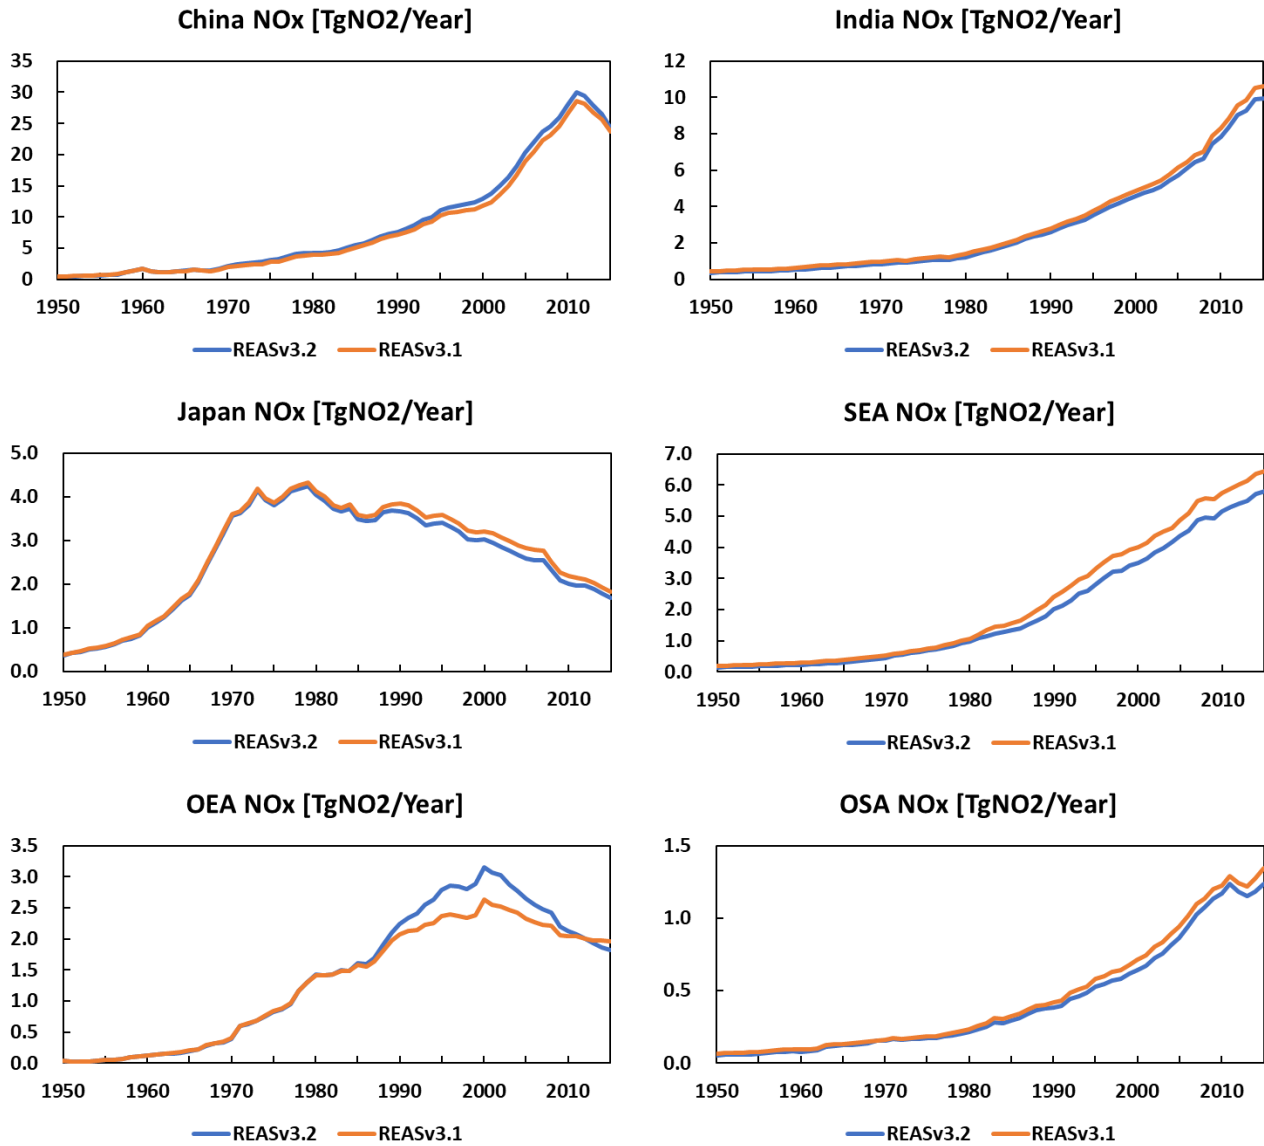 China NOx [TgNO2/Year]
35
30
25
20
15
10
5
0
1950 1960 1970 1980 1990 2000 2010
REASv3.2 REASv3.1
India NOx [TgNO2/Year]
12
10
8
6
4
2
0
1950 1960 1970 1980 1990 2000 2010
REASv3.2 REASv3.1
Japan NOx [TgNO2/Year]
5.0
4.0
3.0
2.0
1.0
0.0
1950 1960 1970 1980 1990 2000 2010
REASv3.2 REASv3.1
SEA NOx [TgNO2/Year]
7.0
6.0
5.0
4.0
3.0
2.0
1.0
0.0
1950 1960 1970 1980 1990 2000 2010
REASv3.2 REASv3.1
OEA NOx [TgNO2/Year]
3.5
3.0
2.5
2.0
1.5
1.0
0.5
0.0
1950 1960 1970 1980 1990 2000 2010
REASv3.2 REASv3.1
OSA NOx [TgNO2/Year]
1.5
1.0
0.5
0.0
1950 1960 1970 1980 1990 2000 2010
REASv3.2 REASv3.1